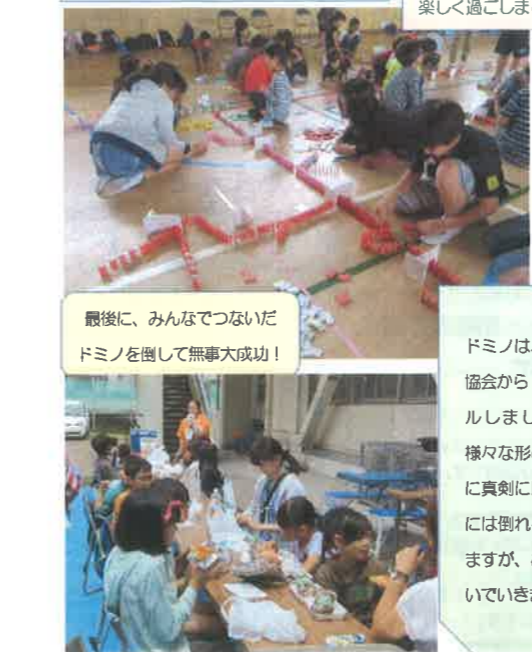 楽しく過ごしま
最後に、みんなでつないだ
ドミノを倒して無事大成功！
ドミノは
協会から
ルしまし
様々な形
に真剣に
には倒れ
ますが、
いでいき